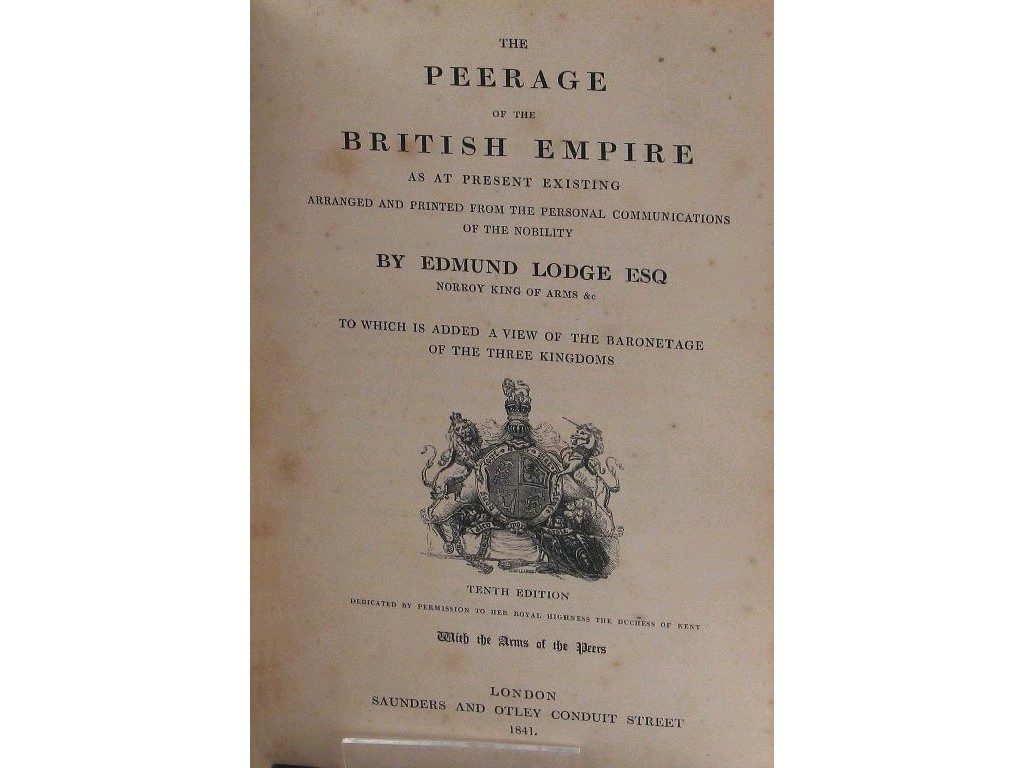 THE
PEERAGE
OF THE
BRITISH EMPIRE
AS AT PRESENT EXISTING
ARRANGED AND PRINTED FROM THE PERSONAL COMMUNICATIONS
OF THE NOBILITY
BY EDMUND LODGE ESQ
NORROY KING OF ARMS &c
TO WHICH IS ADDED A VIEW OF THE BARONETAGE
OF THE THREE KINGDOMS
TENTH EDITION
DEDICATED BY PERMISSION TO HER ROYAL HIGHNESS THE DUCHESS OF KENT
With the Arms of the Peers
LONDON
SAUNDERS AND OTLEY CONDUIT STREET
1841.